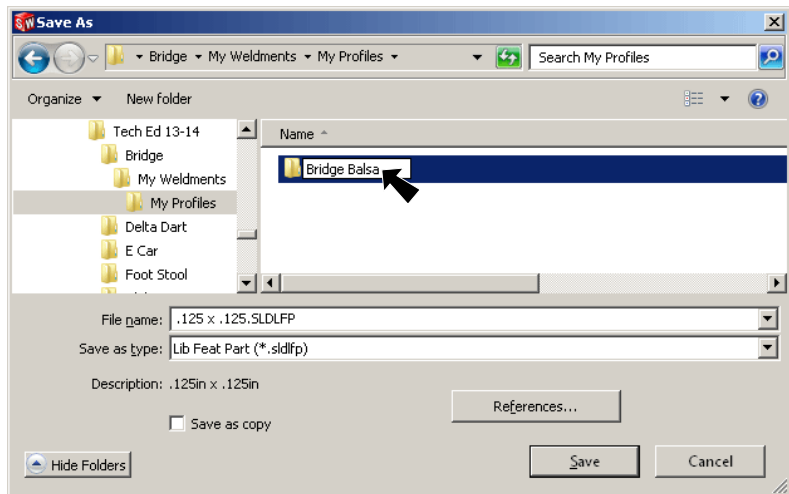 SW Save As
Bridge My Weldments My Profiles Search My Profiles
Organize New folder
Tech Ed 13-14
Bridge
My Weldments
My Profiles
Delta Dart
E Car
Foot Stool
Name
Bridge Balsa
File name: .125 x .125.SLDLFP
Save as type: Lib Feat Part (*.sldlfp)
Description: .125in x .125in
References...
Save as copy
Hide Folders Save Cancel